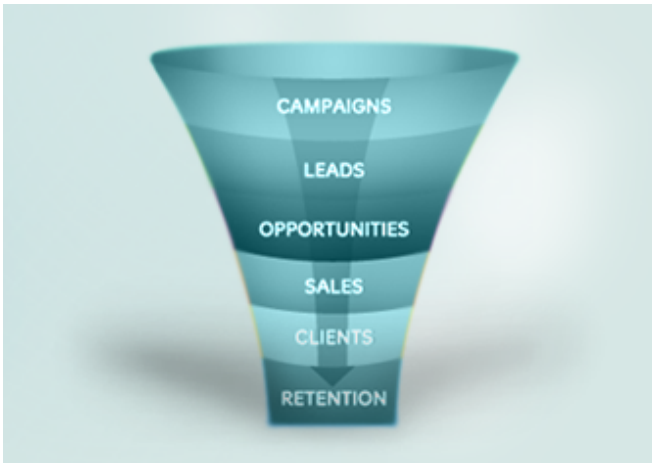 CAMPAIGNS
LEADS
OPPORTUNITIES
SALES
CLIENTS
RETENTION